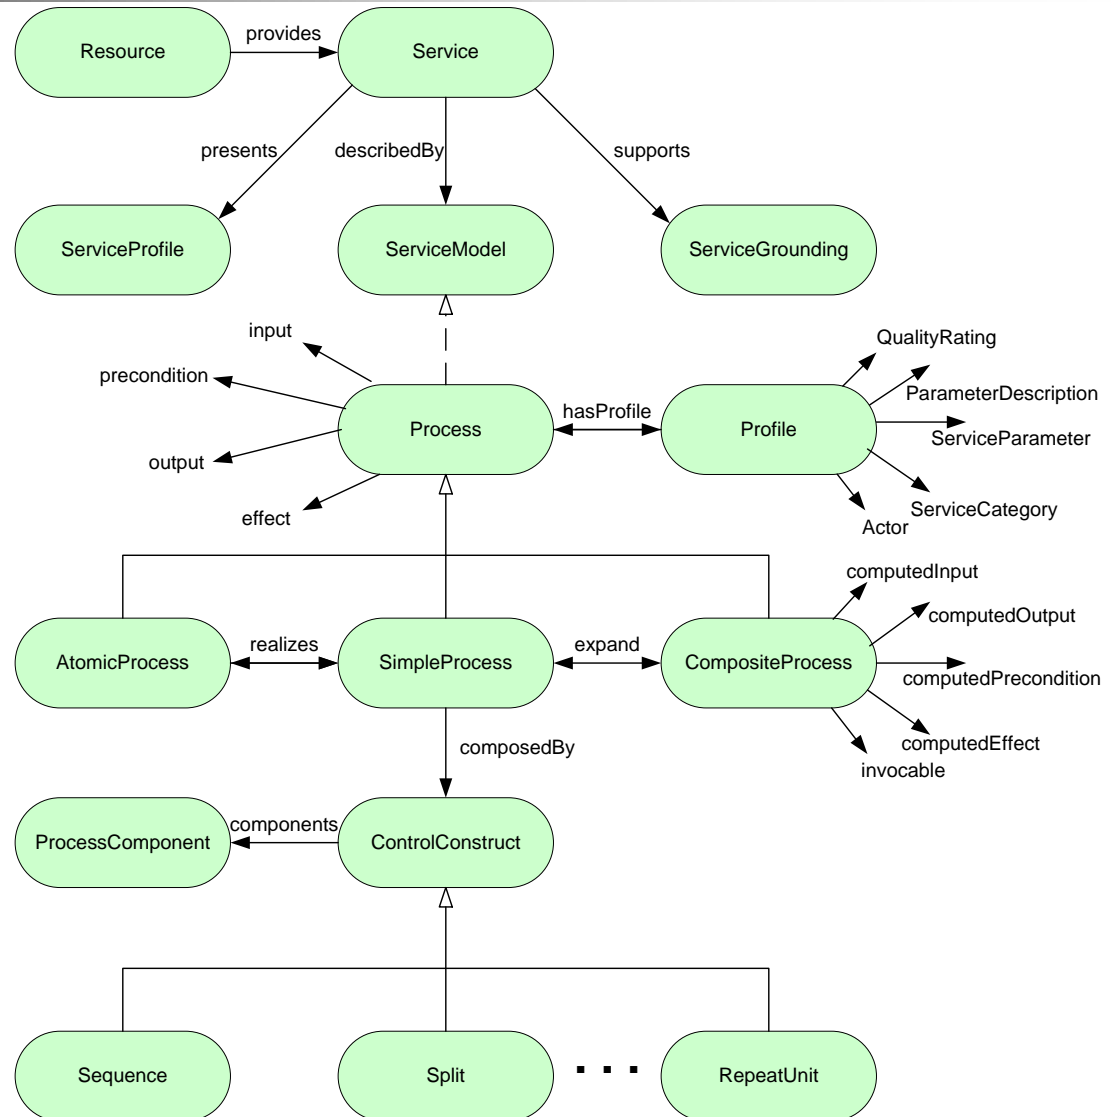 Resource
provides
Service
presents
describedBy
supports
ServiceProfile
ServiceModel
ServiceGrounding
input
precondition
output
effect
Process
hasProfile
Profile
QualityRating
ParameterDescription
ServiceParameter
ServiceCategory
Actor
AtomicProcess
realizes
SimpleProcess
expand
CompositeProcess
computedInput
computedOutput
computedPrecondition
computedEffect
invocable
composedBy
ProcessComponent
components
ControlConstruct
Sequence
Split
...
RepeatUnit